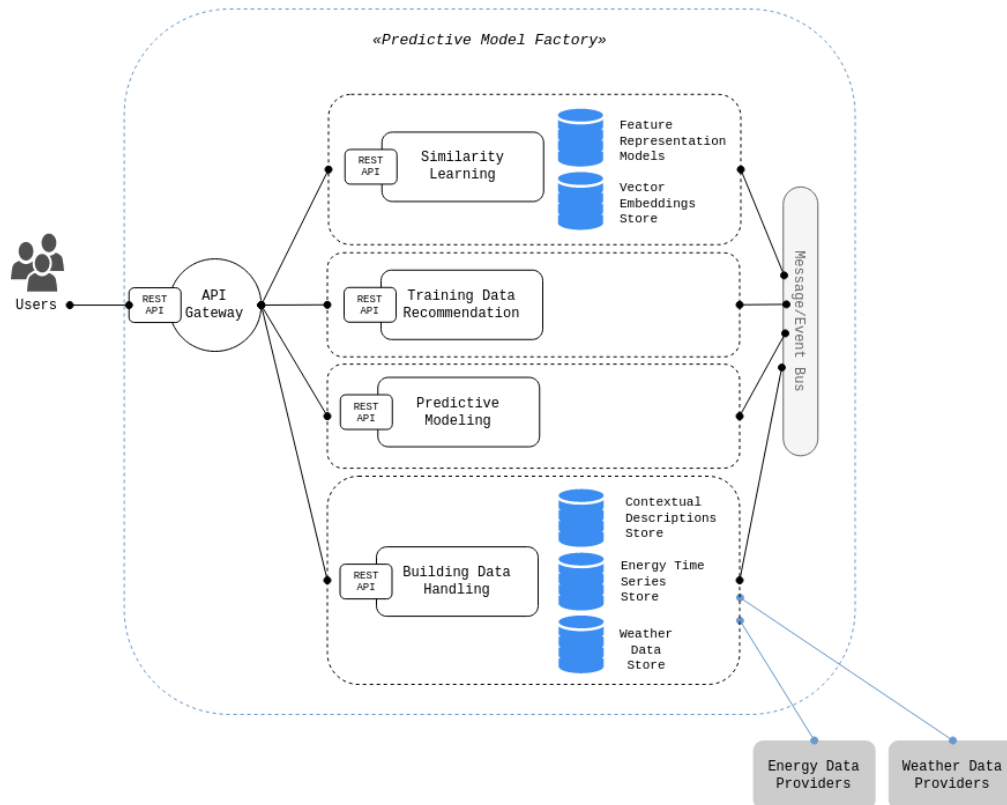 «Predictive Model Factory»
REST
API
Similarity
Learning
Feature
Representation
Models
Vector
Embeddings
Store
Users
REST
API
API
Gateway
REST
API
Training Data
Recommendation
REST
API
Predictive
Modeling
Message/Event Bus
REST
API
Building Data
Handling
Contextual
Descriptions
Store
Energy Time
Series
Store
Weather
Data
Store
Energy Data
Providers
Weather Data
Providers